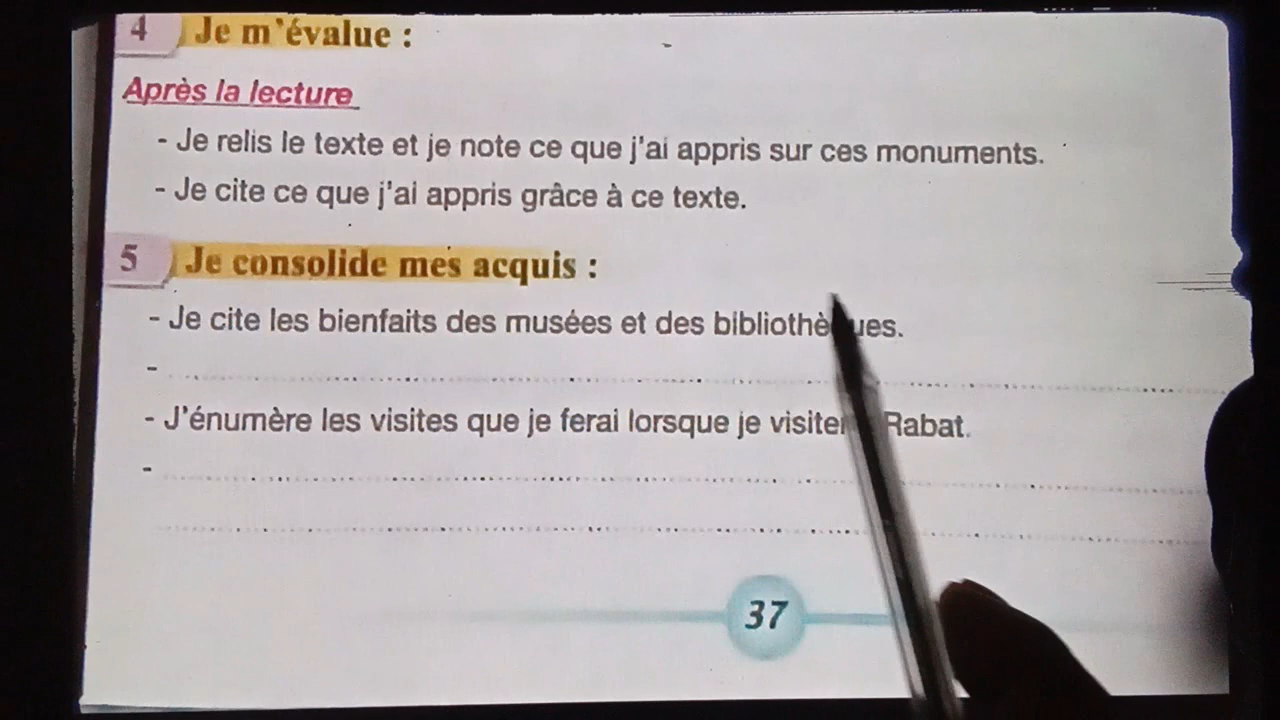 4 Je m'évalue :
Après la lecture
- Je relis le texte et je note ce que j'ai appris sur ces monuments.
- Je cite ce que j'ai appris grâce à ce texte.
5 Je consolide mes acquis :
- Je cite les bienfaits des musées et des bibliothèques.
-
- J'énumère les visites que je ferai lorsque je Rabat.
-
37